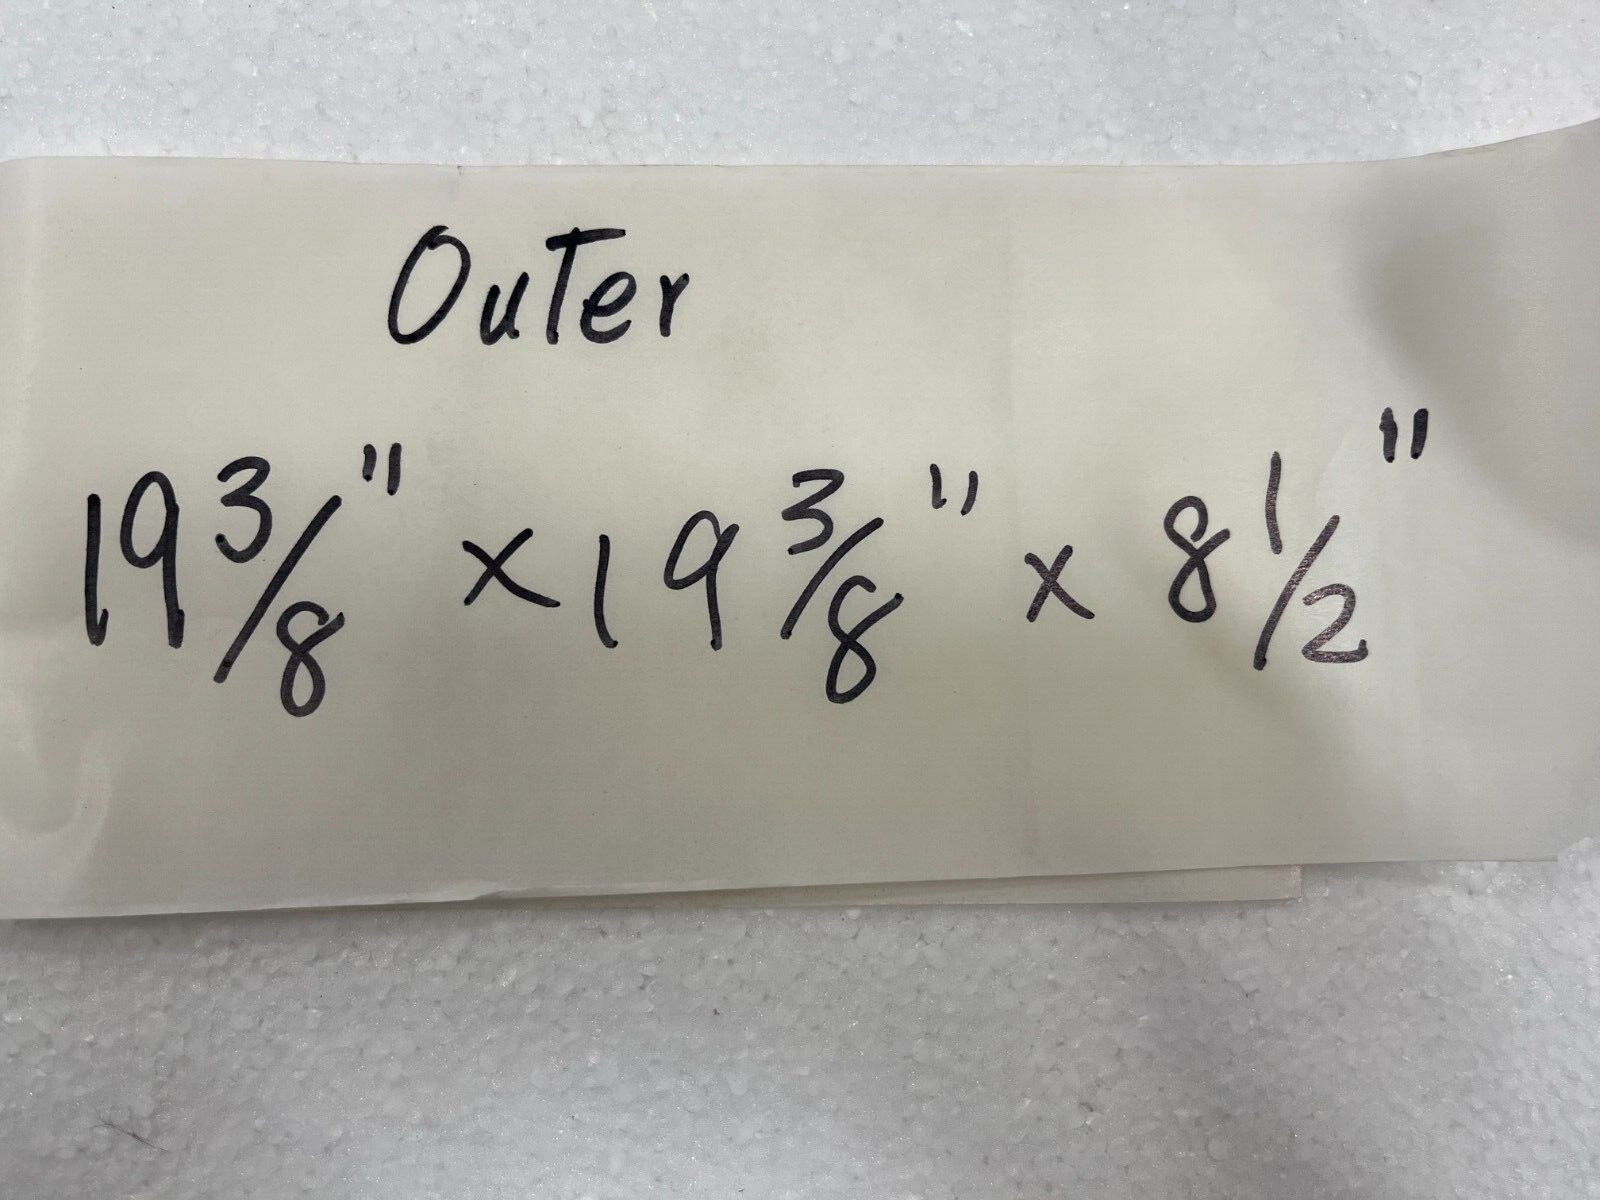 OuTer
19 3/8" x 19 3/8" x 8 1/2"